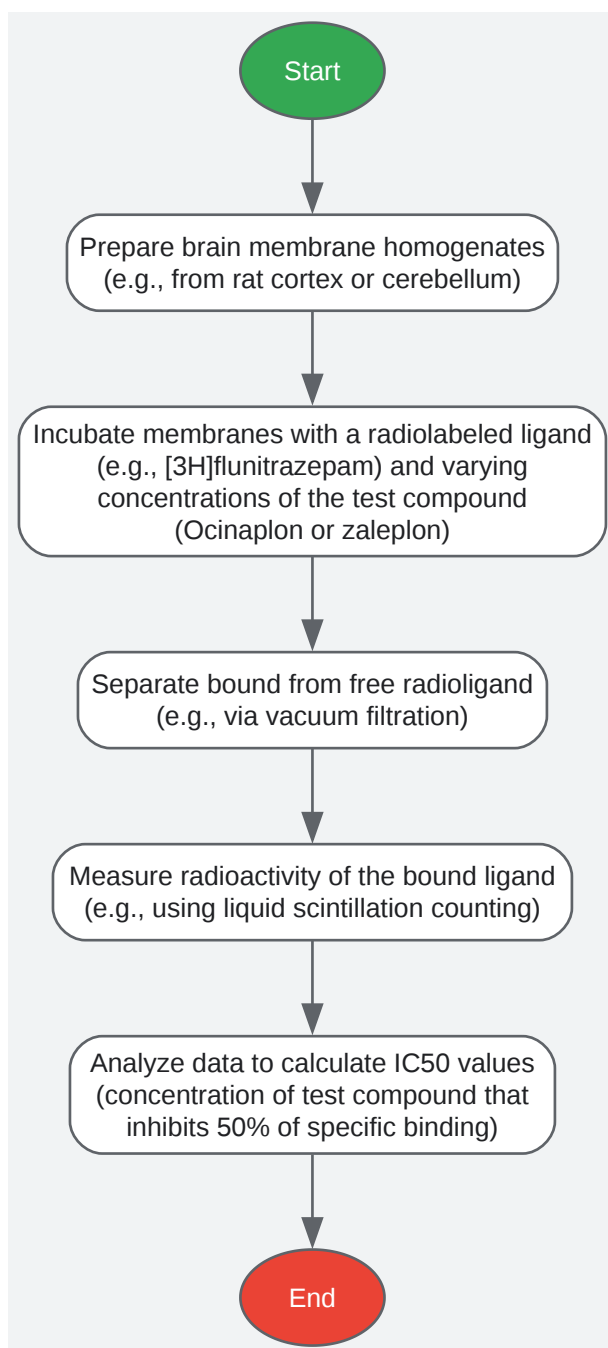 Start
Prepare brain membrane homogenates
(e.g., from rat cortex or cerebellum)
Incubate membranes with a radiolabeled ligand
(e.g., [3H]flunitrazepam) and varying
concentrations of the test compound
(Ocinaplon or zaleplon)
Separate bound from free radioligand
(e.g., via vacuum filtration)
Measure radioactivity of the bound ligand
(e.g., using liquid scintillation counting)
Analyze data to calculate IC50 values
(concentration of test compound that
inhibits 50% of specific binding)
End